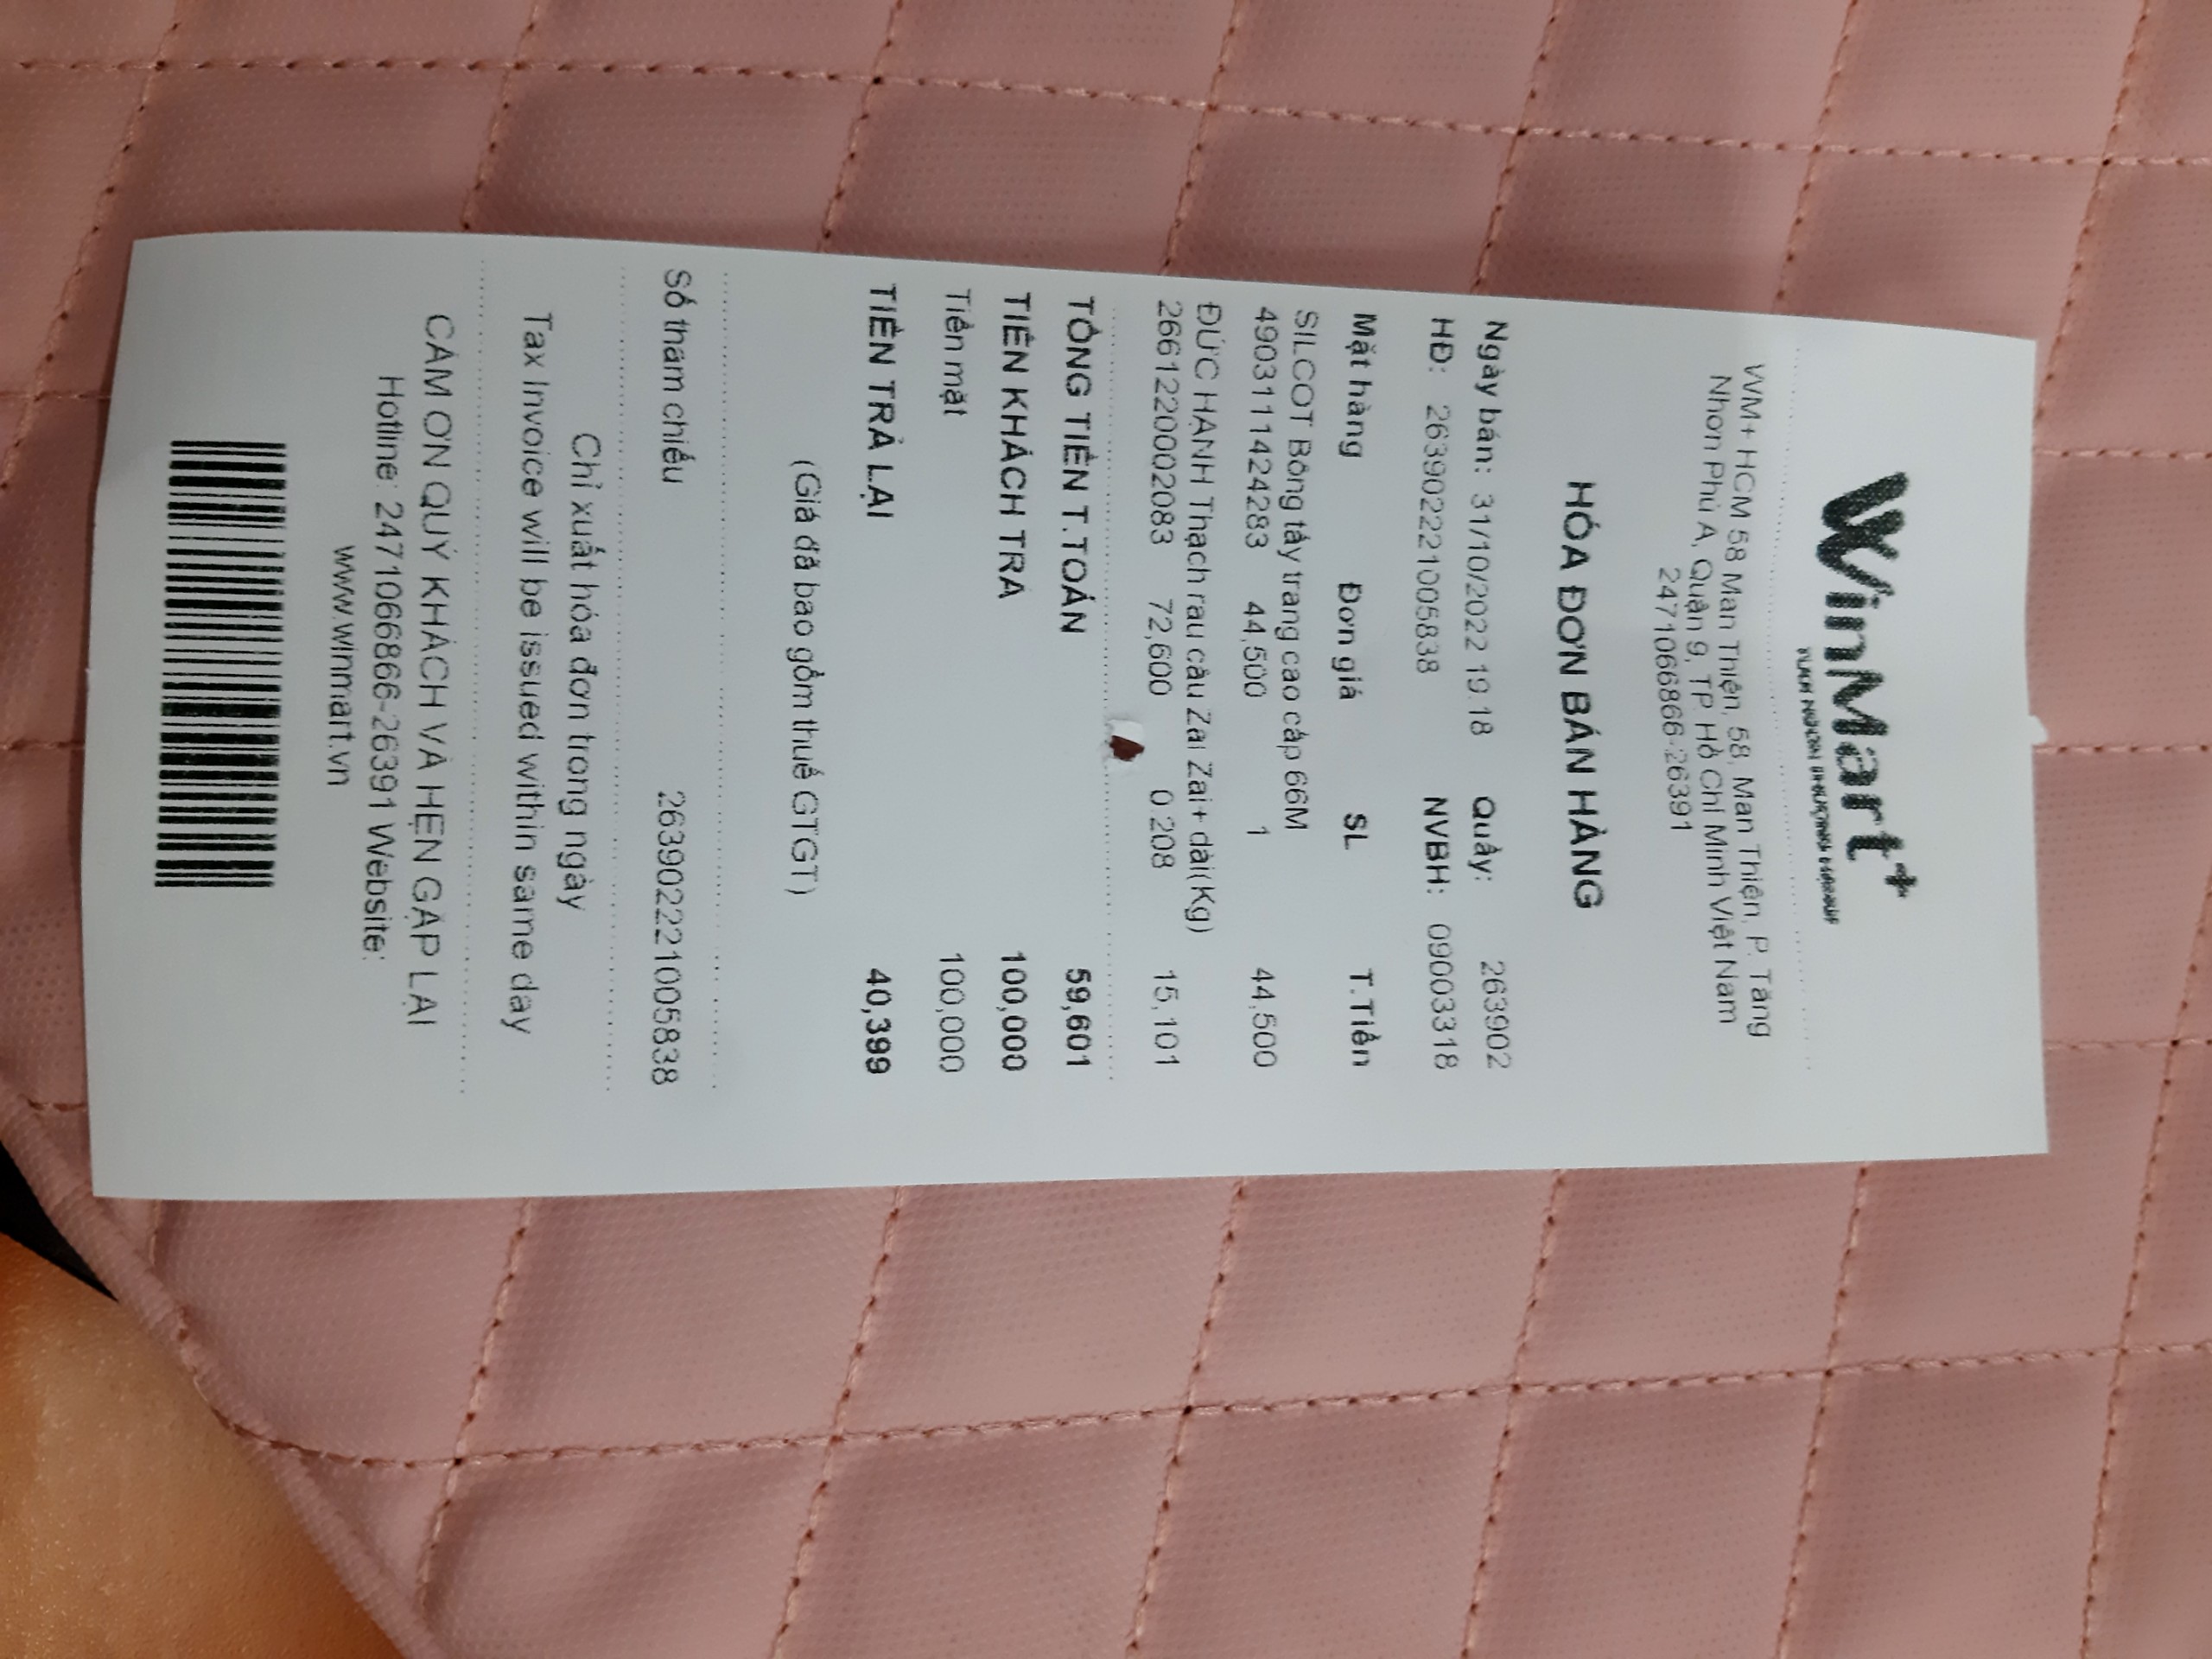 WinMart+
WM+ HCM 58 Man Thiện, 58, Man Thiện, P. Tăng
Nhơn Phú A, Quận 9, TP. Hồ Chí Minh Việt Nam
2471066866-26391
HÓA ĐƠN BÁN HÀNG
Ngày bán: 31/10/2022 19:18 Quầy: 263902
HĐ: 263902221005838 NVBH: 09003318
Mặt hàng Đơn giá SL T.Tiền
SILCOT Bông tẩy trang cao cấp 66M
4903111424283 44,500 1 44,500
ĐỨC HẠNH Thạch rau câu Zai Zai+ dài(Kg)
2661220002083 72,600 0.208 15,101
TỔNG TIỀN T.TOÁN 59,601
TIỀN KHÁCH TRẢ 100,000
Tiền mặt 100,000
TIỀN TRẢ LẠI 40,399
(Giá đã bao gồm thuế GTGT)
Số tham chiếu 263902221005838
Chỉ xuất hóa đơn trong ngày
Tax Invoice will be issued within same day
CẢM ƠN QUÝ KHÁCH VÀ HẸN GẶP LẠI
Hotline: 2471066866-26391 Website:
www.winmart.vn